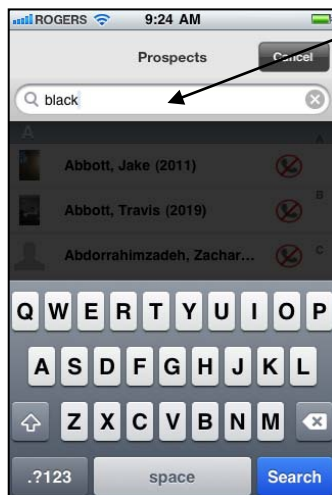 ROGERS 9:24 AM
Prospects Cancel
black
A
A
Abbott, Jake (2011)
B
Abbott, Travis (2019)
Abdorrahimzadeh, Zachar... C
Q W E R T Y U I O P
A S D F G H J K L
Z X C V B N M
.?123 space Search